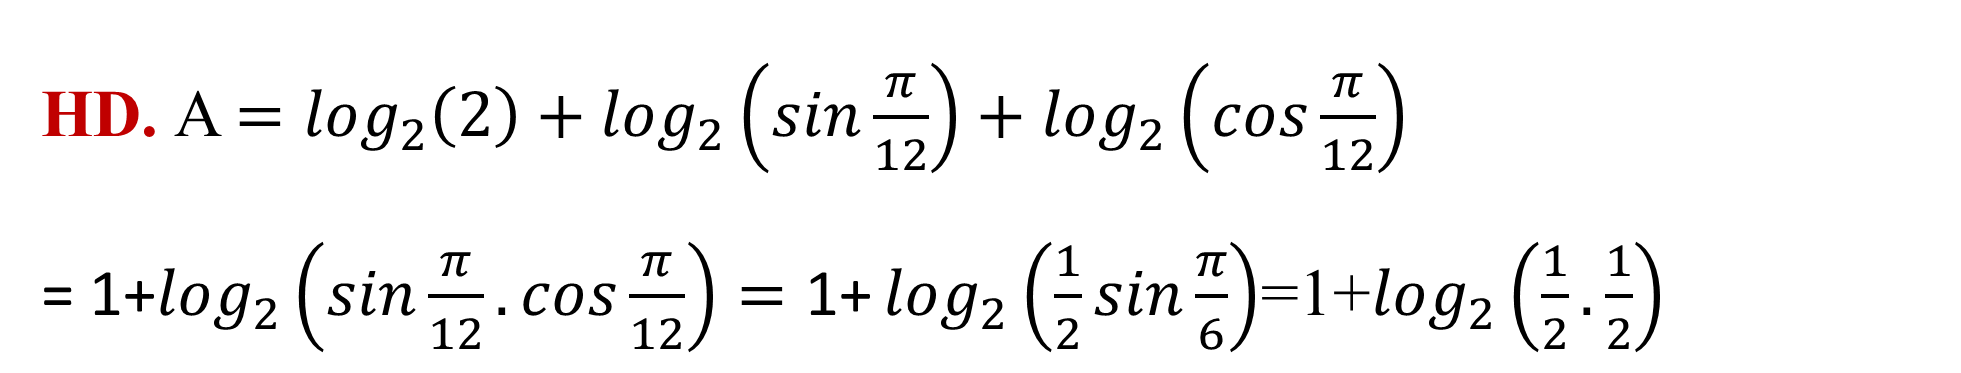 HD. A = log₂(2) + log₂(sin π/12) + log₂(cos π/12)
= 1+log₂(sin π/12 . cos π/12) = 1+ log₂(1/2 sin π/6)=1+log₂(1/2 . 1/2)